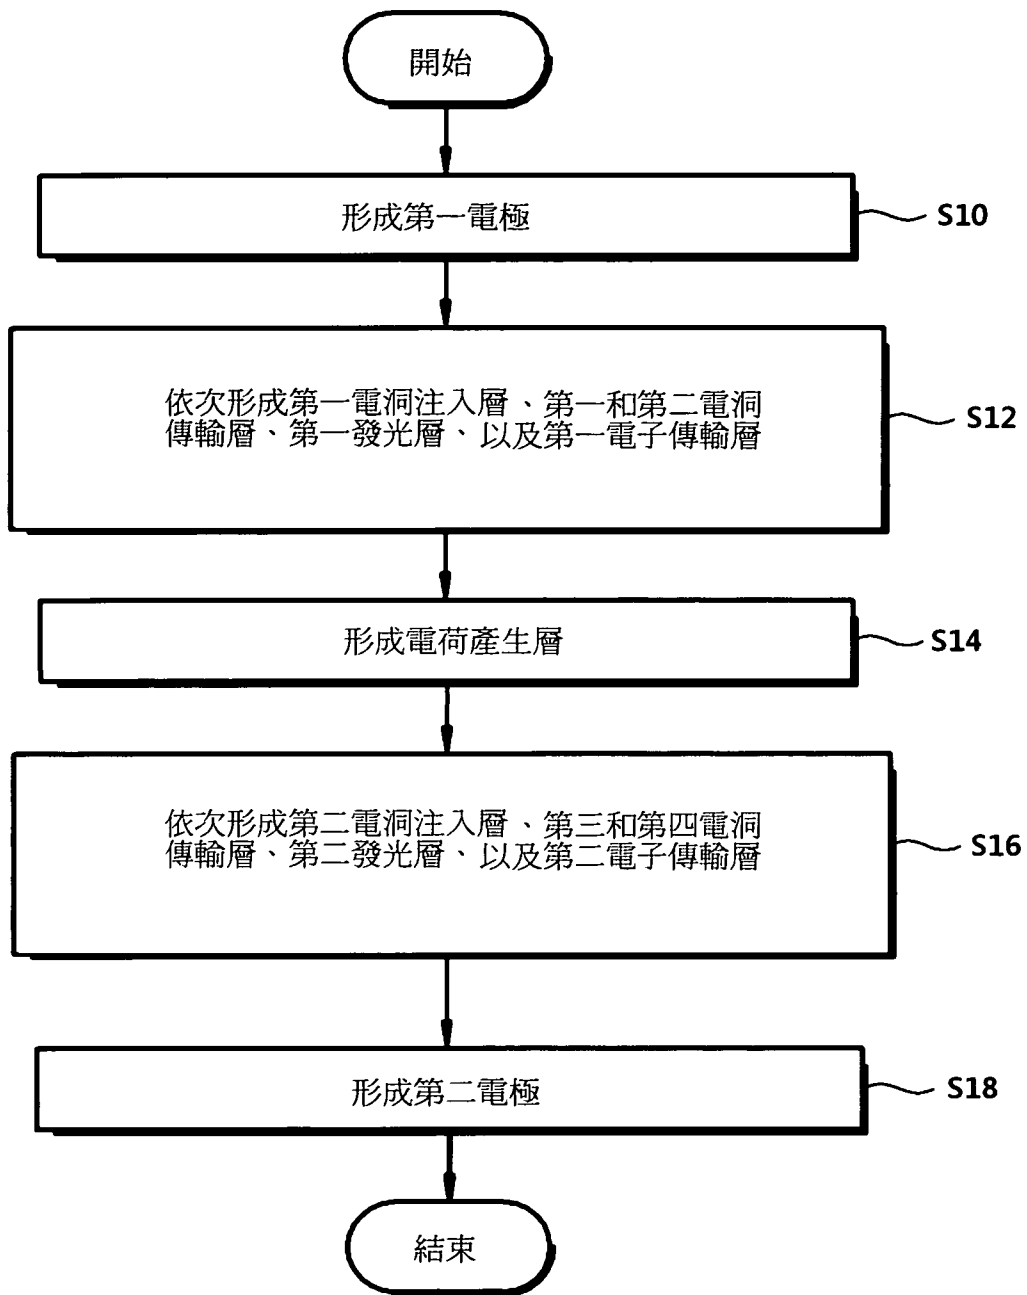 開始
形成第一電極
S10
依次形成第一電洞注入層、第一和第二電洞
傳輸層、第一發光層、以及第一電子傳輸層
S12
形成電荷產生層
S14
依次形成第二電洞注入層、第三和第四電洞
傳輸層、第二發光層、以及第二電子傳輸層
S16
形成第二電極
S18
結束